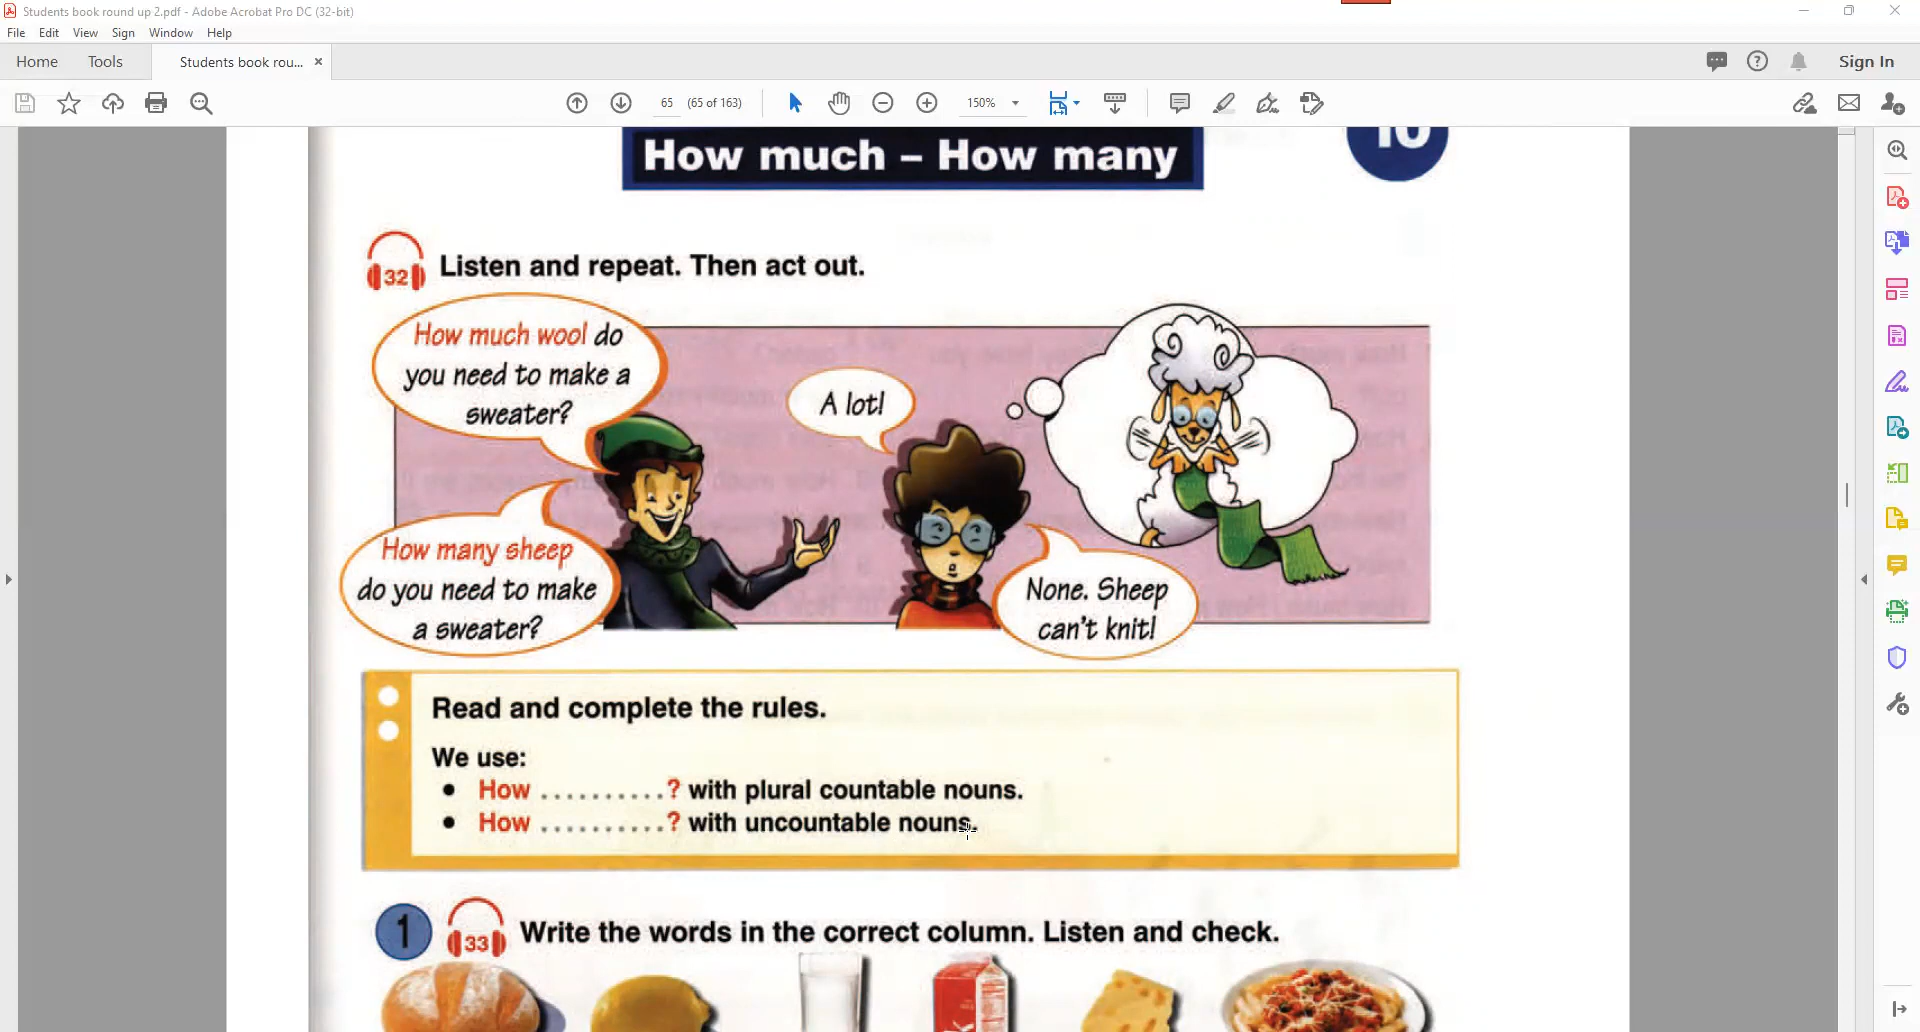 Students book round up 2.pdf - Adobe Acrobat Pro DC (32-bit)
File Edit View Sign Window Help
Home Tools Students book rou... × Sign In
65 (65 of 163) 150%
How much – How many
10
32 Listen and repeat. Then act out.
How much wool do
you need to make a
sweater?
A lot!
How many sheep
do you need to make
a sweater?
None. Sheep
can't knit!
Read and complete the rules.
We use:
• How ..........? with plural countable nouns.
• How ..........? with uncountable nouns.
1 33 Write the words in the correct column. Listen and check.